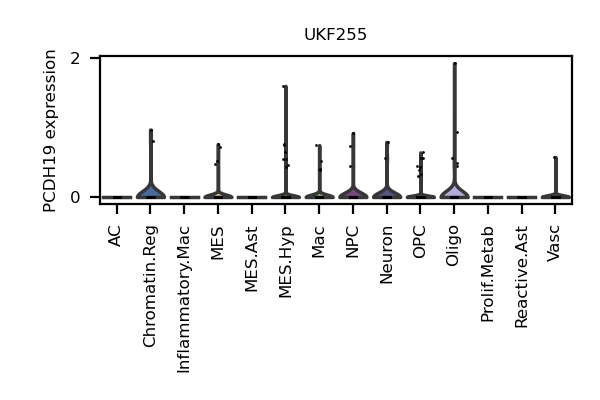 UKF255
PCDH19 expression
2
0
AC
Chromatin.Reg
Inflammatory.Mac
MES
MES.Ast
MES.Hyp
Mac
NPC
Neuron
OPC
Oligo
Prolif.Metab
Reactive.Ast
Vasc